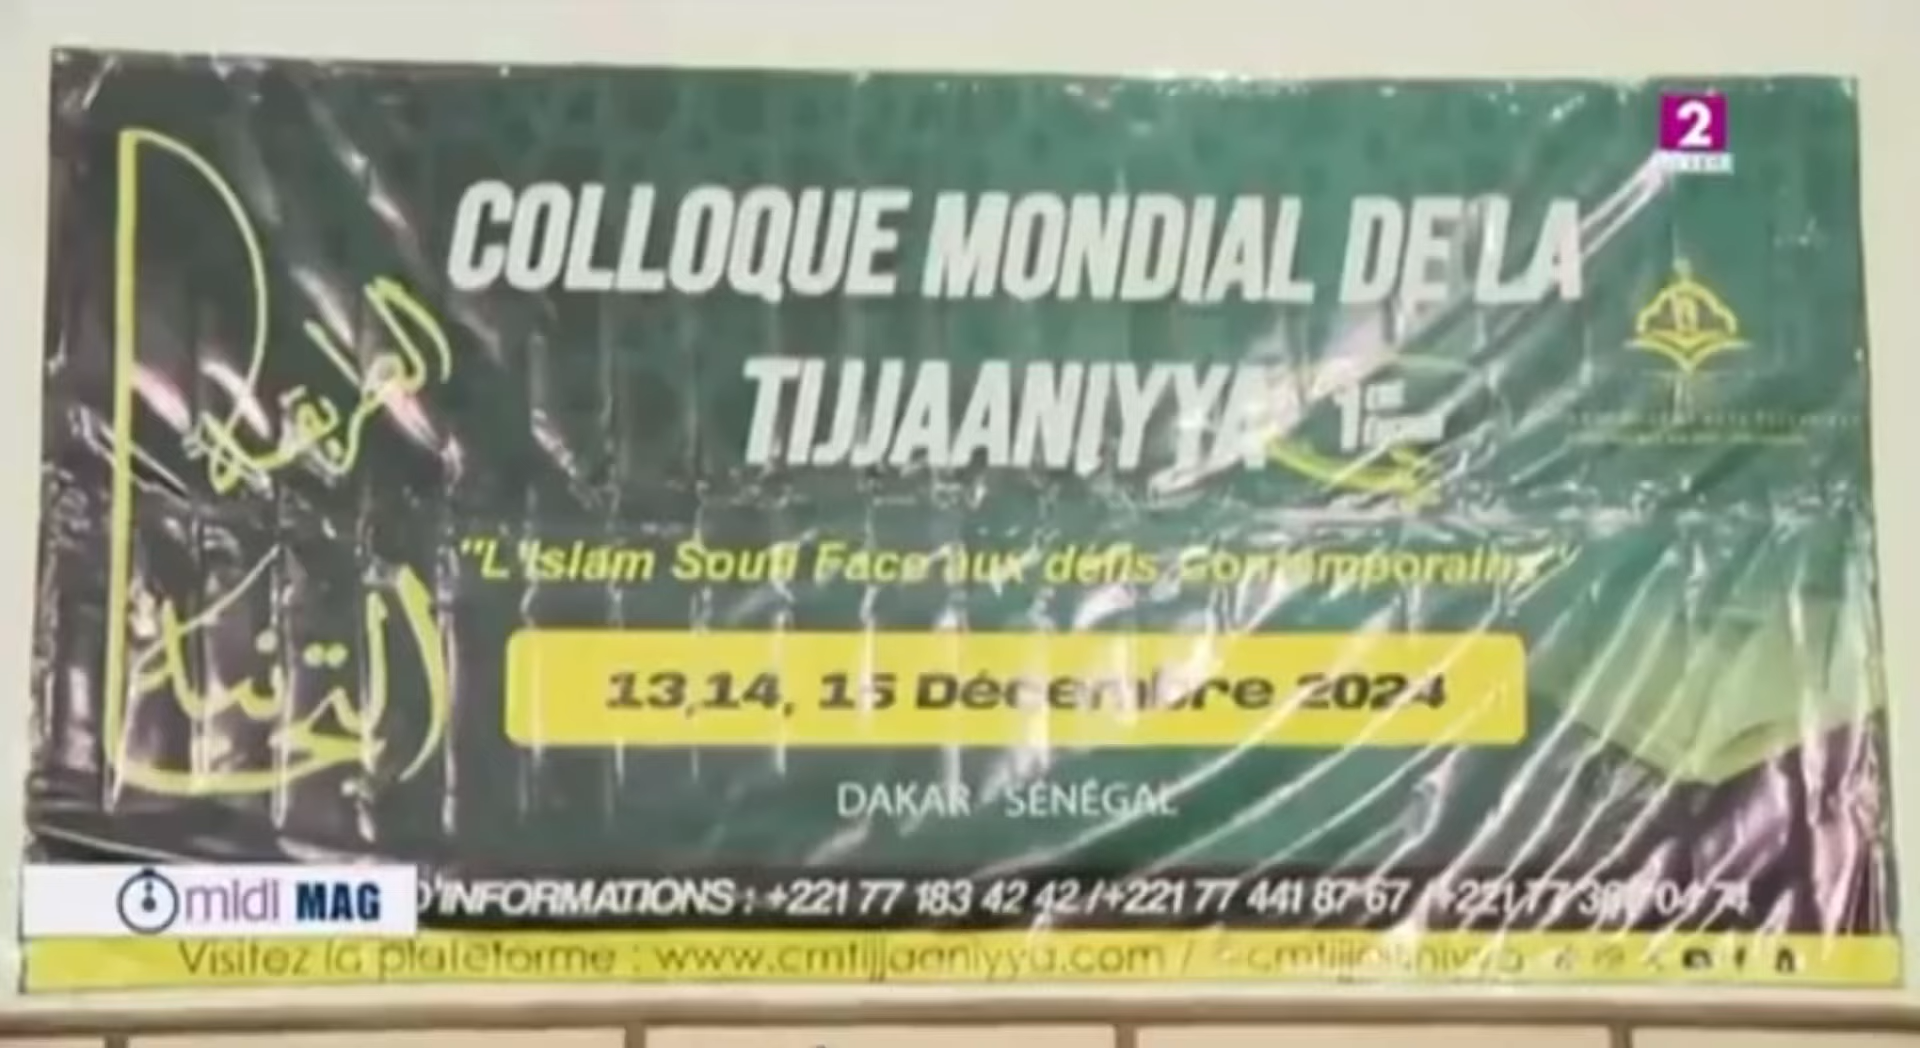 2
COLLOQUE MONDIAL DE LA
TIJJAANIYYA
الطريقة
التجانية
"L'Islam Soufi Face aux défis Contemporains"
13,14, 15 Décembre 2024
DAKAR - SÉNÉGAL
midi MAG
D'INFORMATIONS : +221 77 183 42 42 /+221 77 441 87 67 /
Visitez la plateforme : www.cmtijjaaniyya.com /